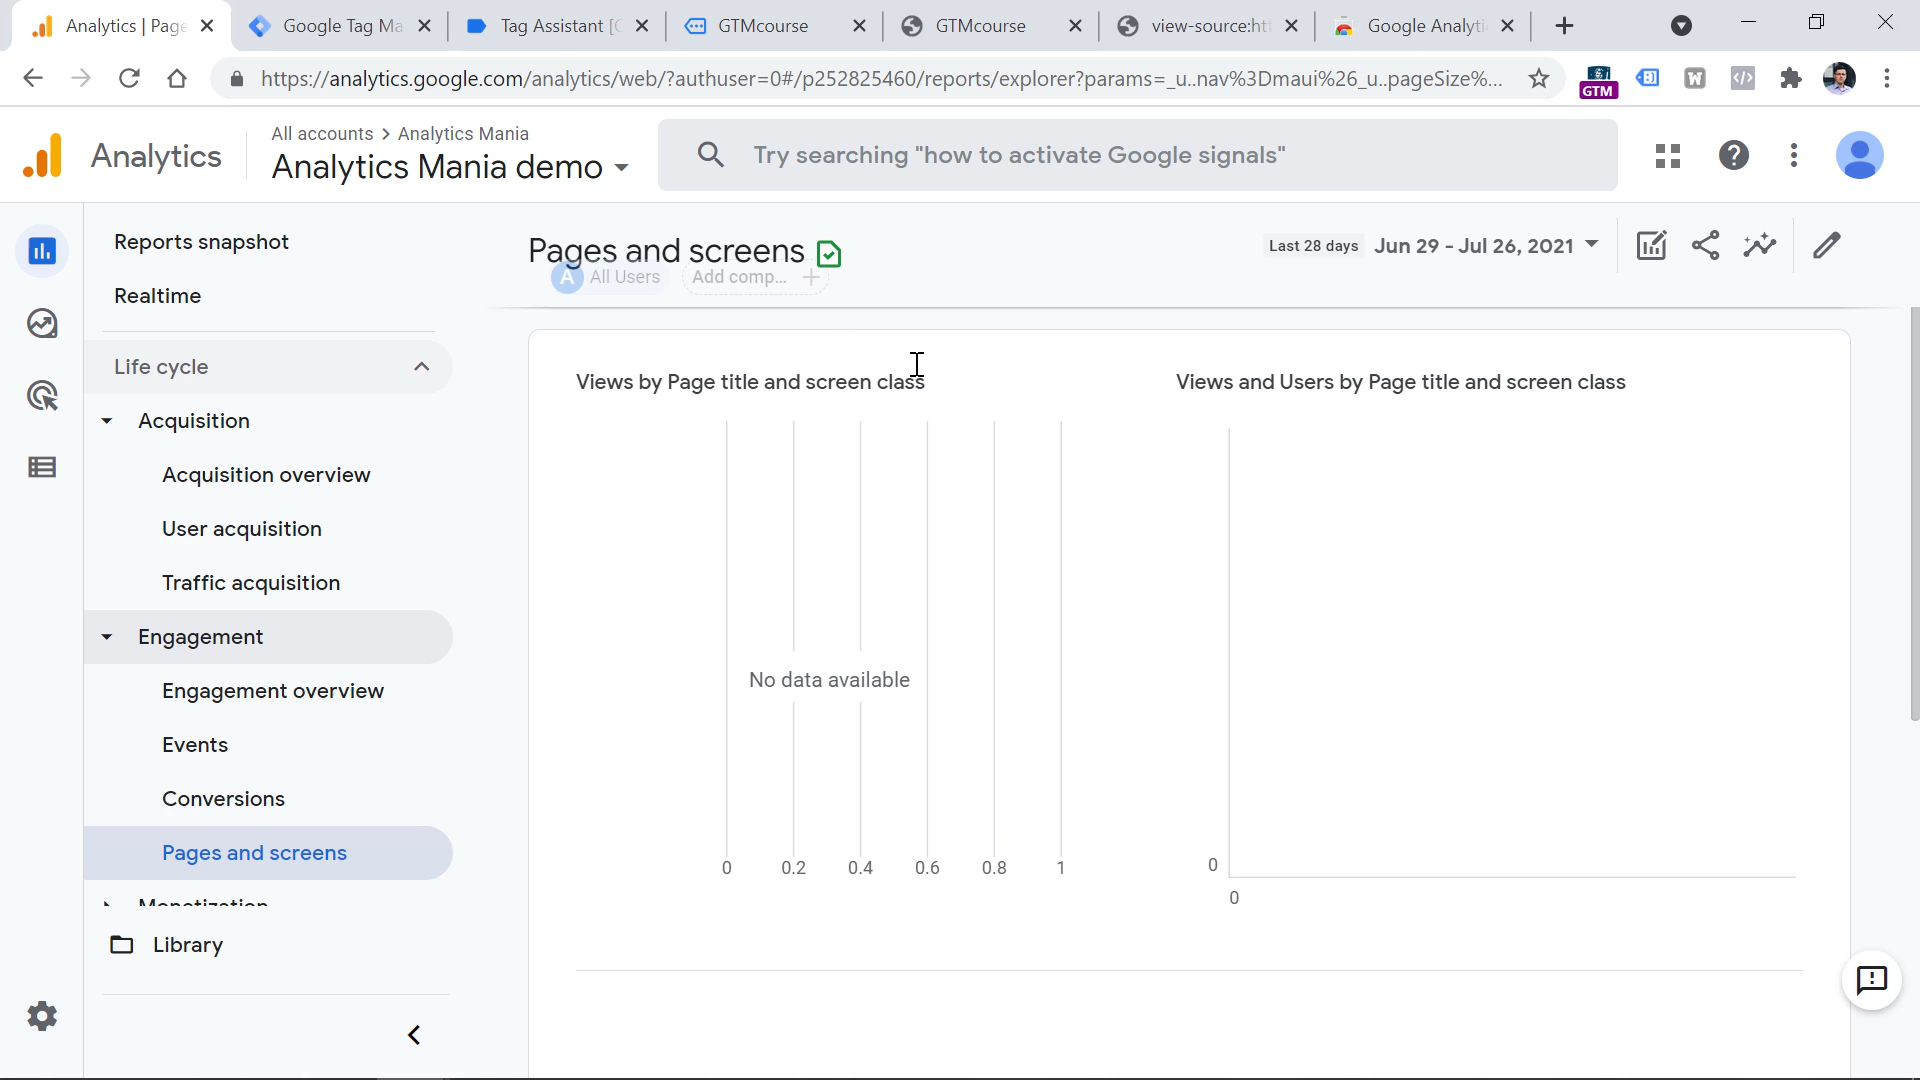 Analytics | Page
Google Tag Ma
Tag Assistant [C
GTMcourse
GTMcourse
view-source:htt
Google Analyti
https://analytics.google.com/analytics/web/?authuser=0#/p252825460/reports/explorer?params=_u..nav%3Dmaui%26_u..pageSize%...
GTM
W
Analytics
All accounts > Analytics Mania
Analytics Mania demo
Try searching "how to activate Google signals"
Reports snapshot
Realtime
Life cycle
Acquisition
Acquisition overview
User acquisition
Traffic acquisition
Engagement
Engagement overview
Events
Conversions
Pages and screens
Monetization
Library
Pages and screens
A All Users
Add comp... +
Last 28 days Jun 29 - Jul 26, 2021
Views by Page title and screen class
No data available
0 0.2 0.4 0.6 0.8 1
Views and Users by Page title and screen class
0
0